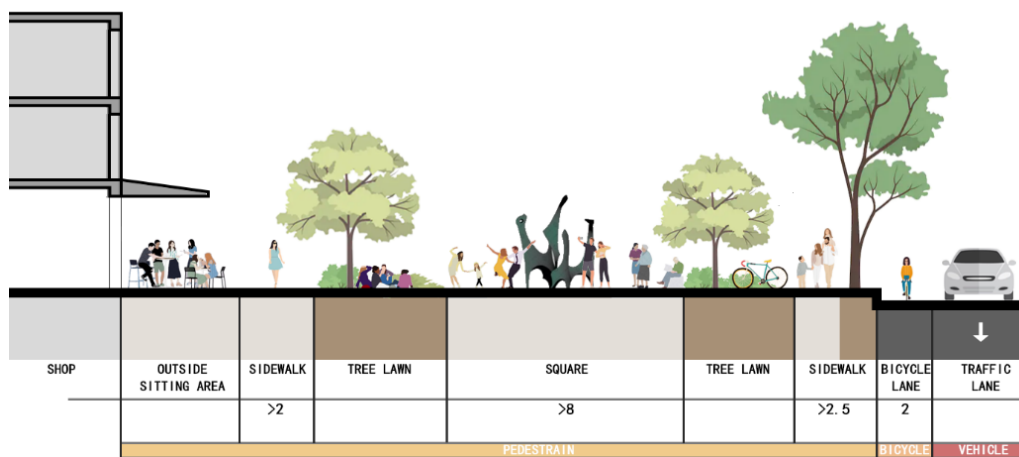 SHOP
OUTSIDE
SITTING AREA
SIDEWALK
TREE LAWN
SQUARE
TREE LAWN
SIDEWALK
BICYCLE
LANE
TRAFFIC
LANE
>2
>8
>2.5
2
PEDESTRAIN
BICYCLE
VEHICLE